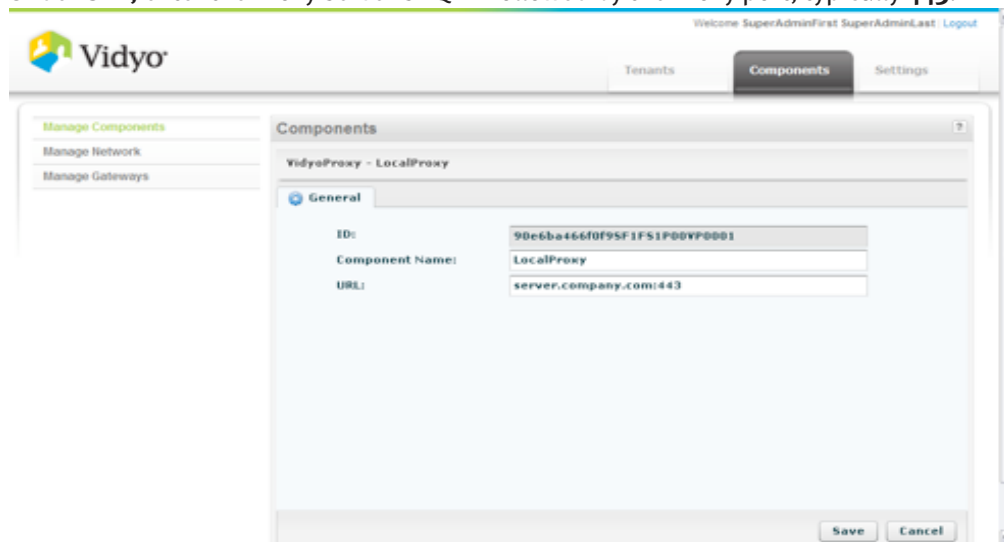 Welcome SuperAdminFirst SuperAdminLast | Logout
Vidyo
Tenants
Components
Settings
Manage Components
Manage Network
Manage Gateways
Components
?
VidyoProxy - LocalProxy
General
ID:
90e6ba466f0f95F1FS1P00VP0001
Component Name:
LocalProxy
URL:
server.company.com:443
Save
Cancel